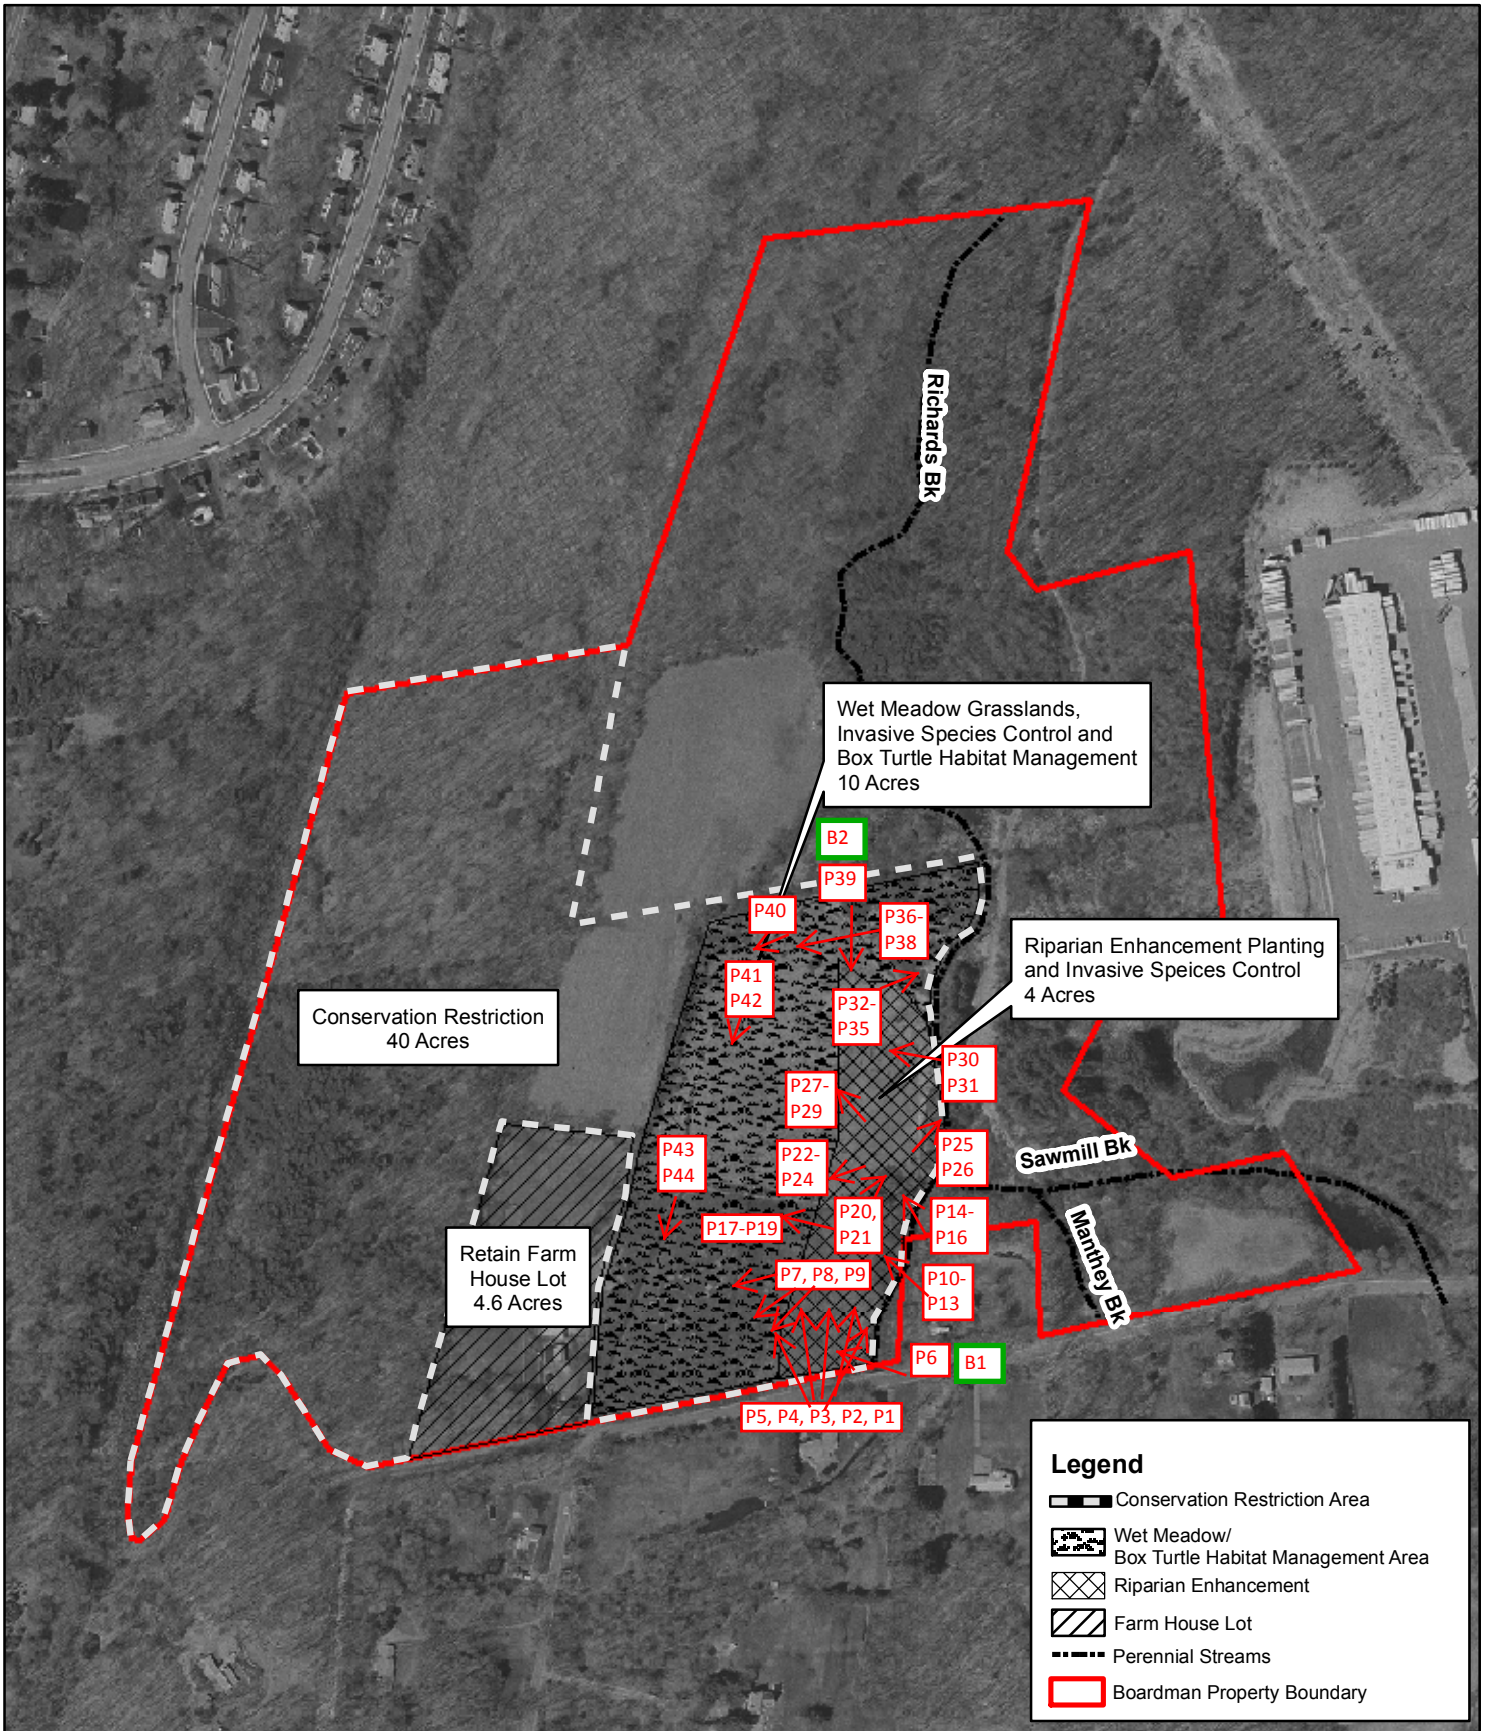 Richards Bk
Wet Meadow Grasslands,
Invasive Species Control and
Box Turtle Habitat Management
10 Acres
B2
P39
P40
P36-
P38
Riparian Enhancement Planting
and Invasive Speices Control
4 Acres
P41
P42
P32-
P35
Conservation Restriction
40 Acres
P30
P31
P27-
P29
P25
P26
Sawmill Bk
P43
P44
P22-
P24
P20,
P21
P14-
P16
P17-P19
Manthey Bk
Retain Farm
House Lot
4.6 Acres
P7, P8, P9
P10-
P13
P6
B1
P5, P4, P3, P2, P1
Legend
Conservation Restriction Area
Wet Meadow/
Box Turtle Habitat Management Area
Riparian Enhancement
Farm House Lot
Perennial Streams
Boardman Property Boundary